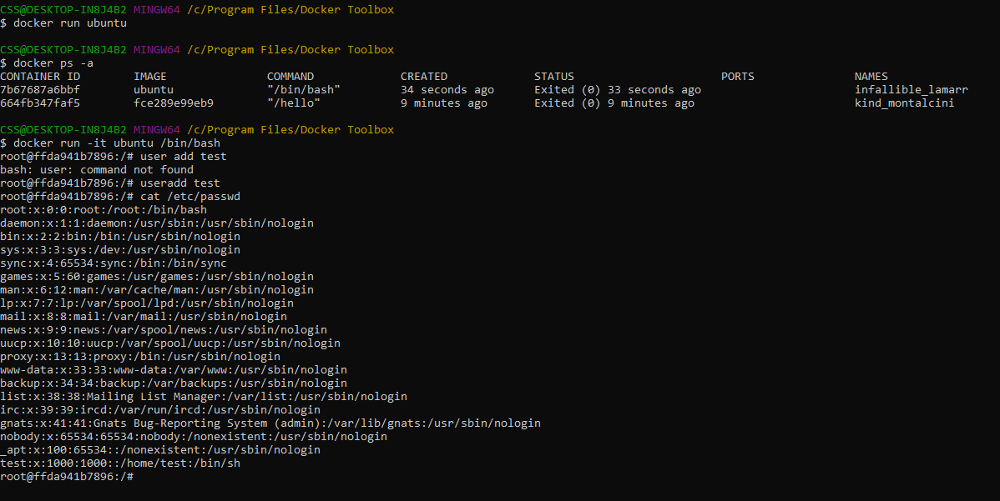 CSS@DESKTOP-IN8J4B2 MINGW64 /c/Program Files/Docker Toolbox
$ docker run ubuntu
CSS@DESKTOP-IN8J4B2 MINGW64 /c/Program Files/Docker Toolbox
$ docker ps -a
CONTAINER ID        IMAGE               COMMAND             CREATED             STATUS                      PORTS               NAMES
7b67687a6bbf        ubuntu              "/bin/bash"         34 seconds ago      Exited (0) 33 seconds ago                       infallible_lamarr
664fb347faf5        fce289e99eb9        "/hello"            9 minutes ago       Exited (0) 9 minutes ago                        kind_montalcini
CSS@DESKTOP-IN8J4B2 MINGW64 /c/Program Files/Docker Toolbox
$ docker run -it ubuntu /bin/bash
root@ffda941b7896:/# user add test
bash: user: command not found
root@ffda941b7896:/# useradd test
root@ffda941b7896:/# cat /etc/passwd
root:x:0:0:root:/root:/bin/bash
daemon:x:1:1:daemon:/usr/sbin:/usr/sbin/nologin
bin:x:2:2:bin:/bin:/usr/sbin/nologin
sys:x:3:3:sys:/dev:/usr/sbin/nologin
sync:x:4:65534:sync:/bin:/bin/sync
games:x:5:60:games:/usr/games:/usr/sbin/nologin
man:x:6:12:man:/var/cache/man:/usr/sbin/nologin
lp:x:7:7:lp:/var/spool/lpd:/usr/sbin/nologin
mail:x:8:8:mail:/var/mail:/usr/sbin/nologin
news:x:9:9:news:/var/spool/news:/usr/sbin/nologin
uucp:x:10:10:uucp:/var/spool/uucp:/usr/sbin/nologin
proxy:x:13:13:proxy:/bin:/usr/sbin/nologin
www-data:x:33:33:www-data:/var/www:/usr/sbin/nologin
backup:x:34:34:backup:/var/backups:/usr/sbin/nologin
list:x:38:38:Mailing List Manager:/var/list:/usr/sbin/nologin
irc:x:39:39:ircd:/var/run/ircd:/usr/sbin/nologin
gnats:x:41:41:Gnats Bug-Reporting System (admin):/var/lib/gnats:/usr/sbin/nologin
nobody:x:65534:65534:nobody:/nonexistent:/usr/sbin/nologin
_apt:x:100:65534::/nonexistent:/usr/sbin/nologin
test:x:1000:1000::/home/test:/bin/sh
root@ffda941b7896:/#